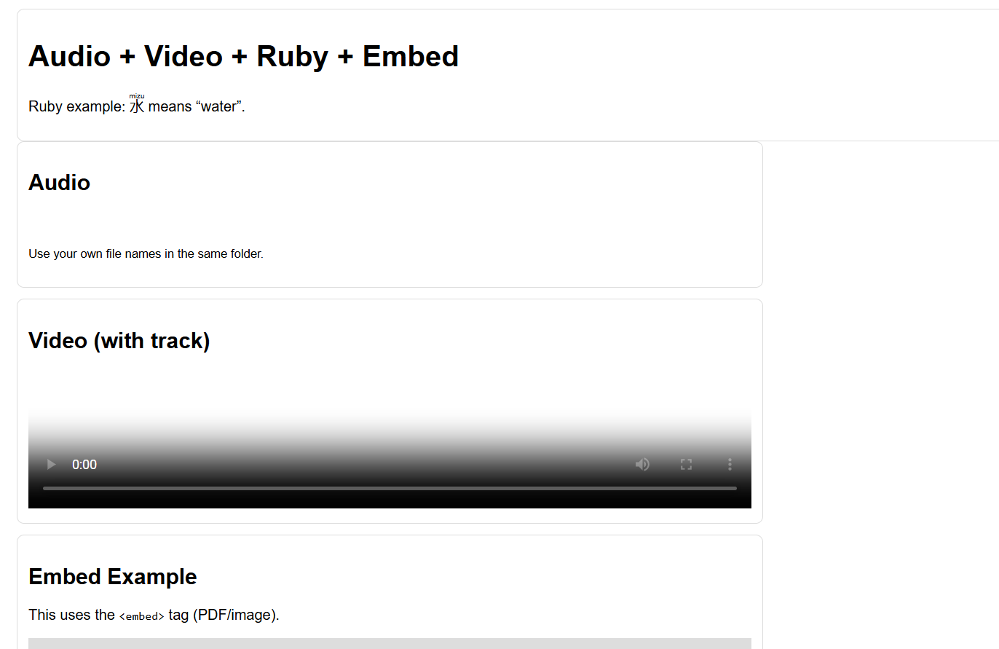 Audio + Video + Ruby + Embed
mizu
Ruby example: 水 means “water”.
Audio
Use your own file names in the same folder.
Video (with track)
0:00
Embed Example
This uses the <embed> tag (PDF/image).